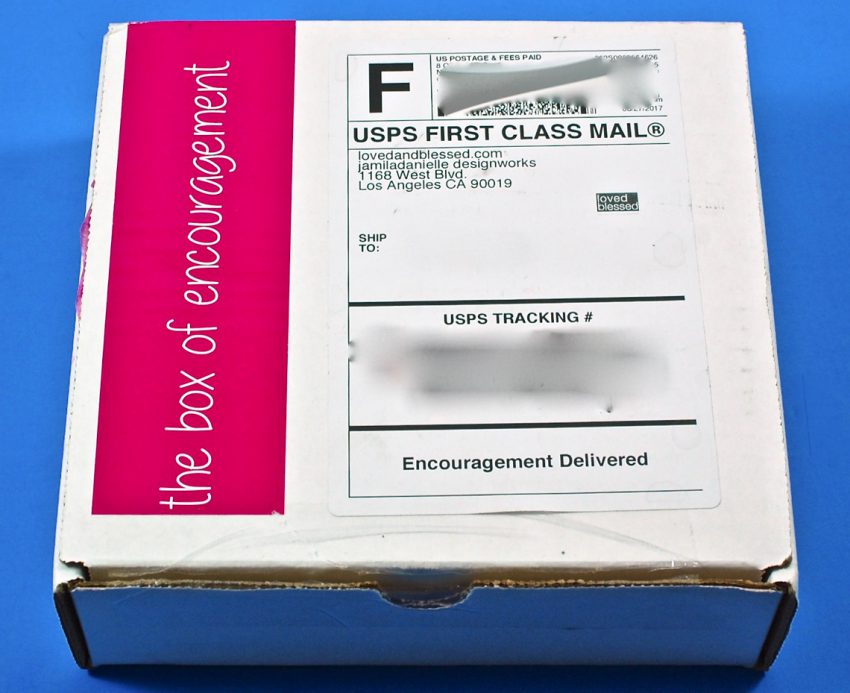 the box of encouragement
F
US POSTAGE & FEES PAID
USPS FIRST CLASS MAIL®
lovedandblessed.com
jamiladanielle designworks
1168 West Blvd.
Los Angeles CA 90019
loved
blessed
SHIP
TO:
USPS TRACKING #
Encouragement Delivered